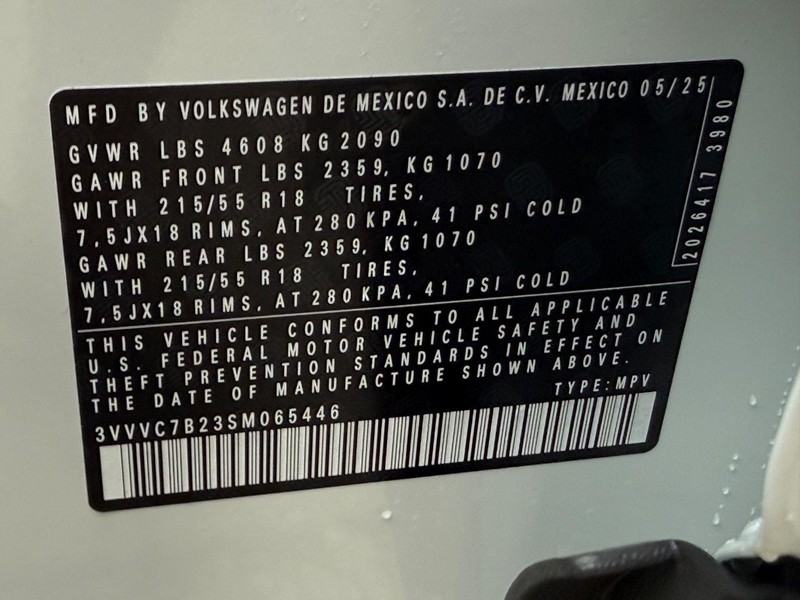 MFD BY VOLKSWAGEN DE MEXICO S.A. DE C.V. MEXICO 05/25
GVWR LBS 4608 KG 2090
GAWR FRONT LBS 2359, KG 1070
WITH 215/55 R18 TIRES,
7,5JX18 RIMS, AT 280 KPA, 41 PSI COLD
GAWR REAR LBS 2359, KG 1070
WITH 215/55 R18 TIRES,
7,5JX18 RIMS, AT 280 KPA, 41 PSI COLD
2026417 3980
THIS VEHICLE CONFORMS TO ALL APPLICABLE
U.S. FEDERAL MOTOR VEHICLE SAFETY AND
THEFT PREVENTION STANDARDS IN EFFECT ON
THE DATE OF MANUFACTURE SHOWN ABOVE.
TYPE: MPV
3VVVC7B23SM065446